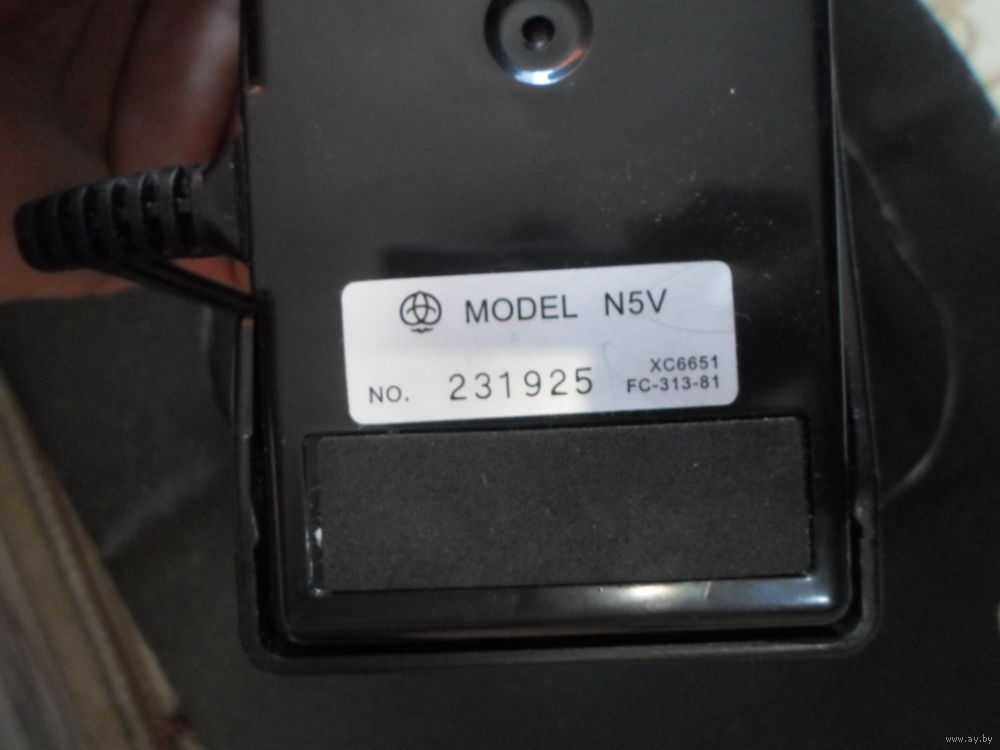 MODEL N5V
NO. 231925
XC6651
FC-313-81
www.ay.by